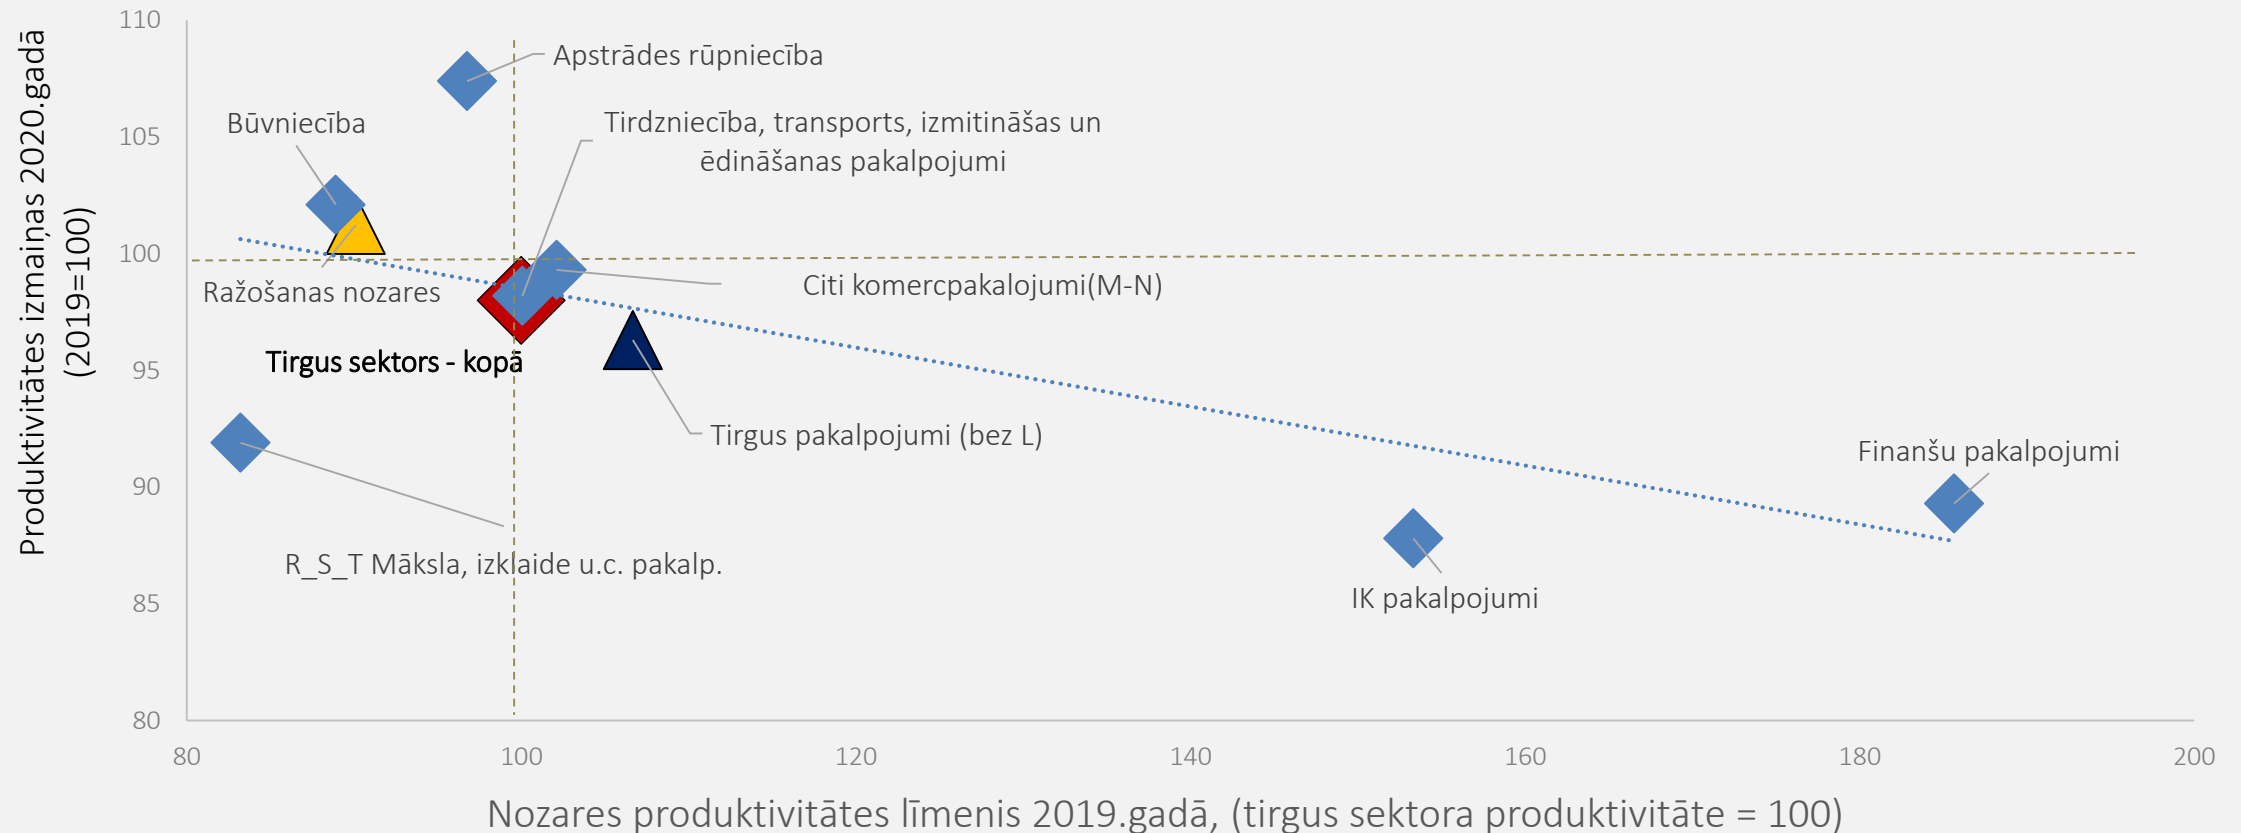 Produktivitātes izmaiņas 2020.gadā
(2019=100)
110
105
100
95
90
85
80
Apstrādes rūpniecība
Būvniecība
Tirdzniecība, transports, izmitināšas un
ēdināšanas pakalpojumi
Ražošanas nozares
Citi komercpakalojumi(M-N)
Tirgus sektors - kopā
Tirgus pakalpojumi (bez L)
Finanšu pakalpojumi
R_S_T Māksla, izklaide u.c. pakalp.
IK pakalpojumi
80
100
120
140
160
180
200
Nozares produktivitātes līmenis 2019.gadā, (tirgus sektora produktivitāte = 100)